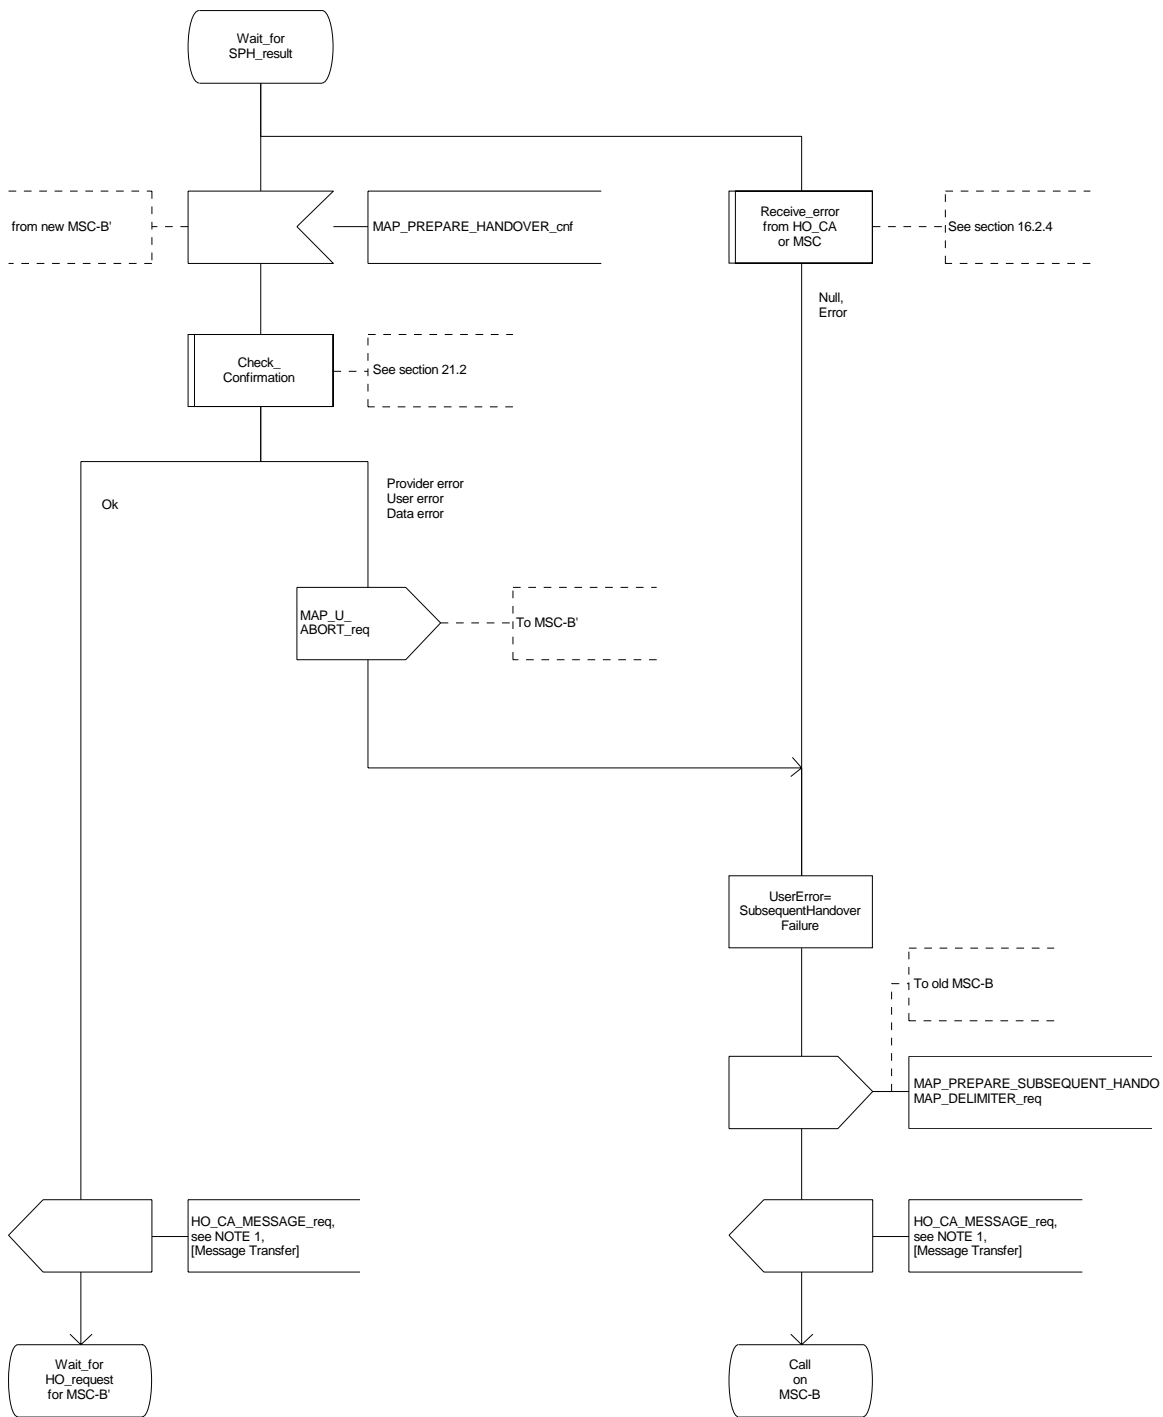 Wait_for
SPH_result
from new MSC-B'
MAP_PREPARE_HANDOVER_cnf
Receive_error
from HO_CA
or MSC
See section 16.2.4
Null,
Error
Check_
Confirmation
See section 21.2
Ok
Provider error
User error
Data error
MAP_U_
ABORT_req
To MSC-B'
UserError=
SubsequentHandover
Failure
To old MSC-B
MAP_PREPARE_SUBSEQUENT_HANDO
MAP_DELIMITER_req
HO_CA_MESSAGE_req,
see NOTE 1,
[Message Transfer]
HO_CA_MESSAGE_req,
see NOTE 1,
[Message Transfer]
Wait_for
HO_request
for MSC-B'
Call
on
MSC-B